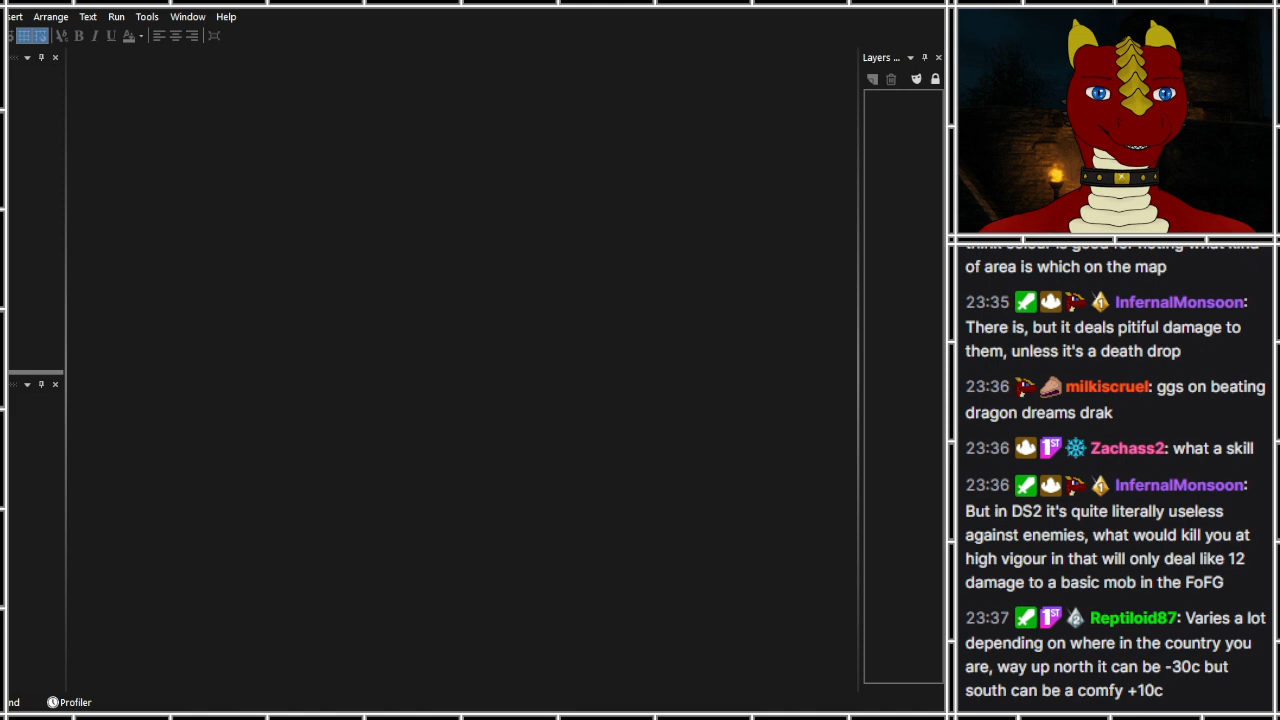 sert Arrange Text Run Tools Window Help
B I U A
Layers ...
nd Profiler
of area is which on the map
23:35 InfernalMonsoon:
There is, but it deals pitiful damage to
them, unless it's a death drop
23:36 milkiscruel: ggs on beating
dragon dreams drak
23:36 1ST Zachass2: what a skill
23:36 InfernalMonsoon:
But in DS2 it's quite literally useless
against enemies, what would kill you at
high vigour in that will only deal like 12
damage to a basic mob in the FoFG
23:37 1ST 2 Reptiloid87: Varies a lot
depending on where in the country you
are, way up north it can be -30c but
south can be a comfy +10c